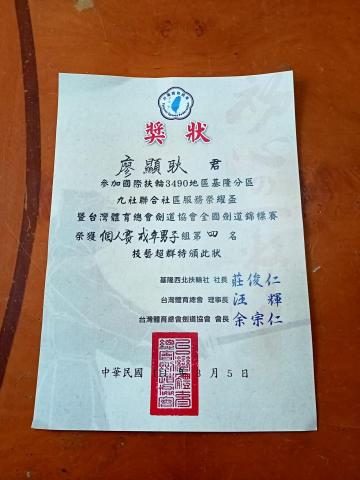 獎狀
廖顯耿 君
參加國際扶輪3490地區基隆分區
九社聯合社區服務榮耀盃
暨台灣體育總會劍道協會全國劍道錦標賽
榮獲個人賽 男子組第四名
技藝超群特頒此狀
基隆西北扶輪社 社長 莊俊仁
台灣體育總會 理事長 汪輝
台灣體育總會劍道協會 會長 余宗仁
中華民國 3月5日